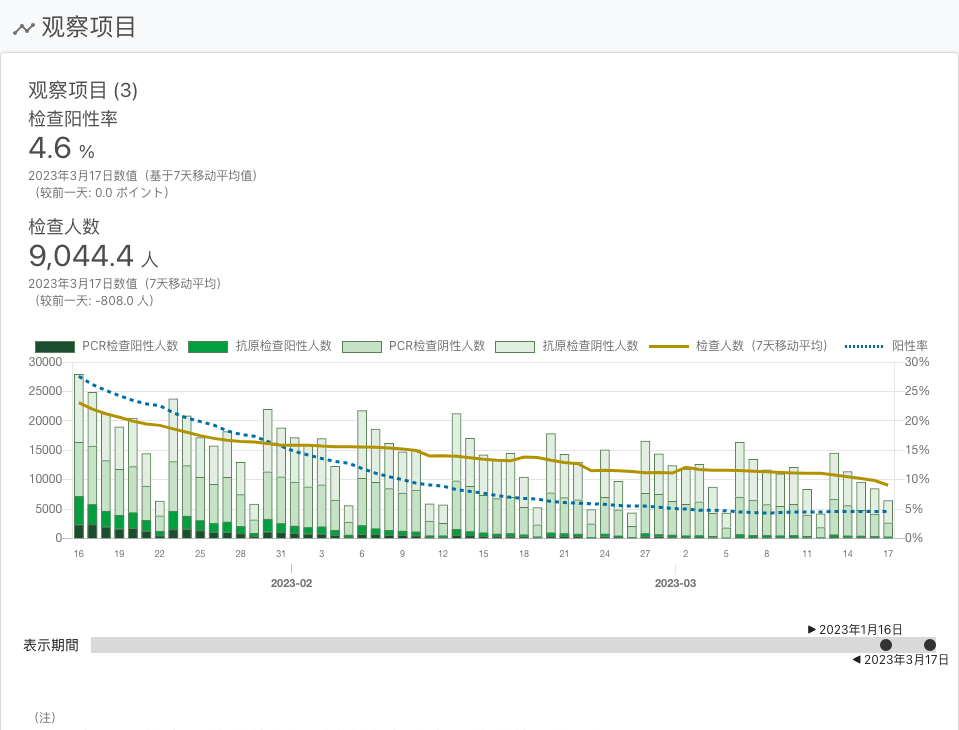 观察项目
观察项目 (3)
检查阳性率
4.6 %
2023年3月17日数值（基于7天移动平均值）
（较前一天: 0.0 ポイント）
检查人数
9,044.4 人
2023年3月17日数值（7天移动平均）
（较前一天: -808.0 人）
PCR检查阳性人数 抗原检查阳性人数 PCR检查阴性人数 抗原检查阴性人数 检查人数（7天移动平均） 阳性率
30000 30%
25000 25%
20000 20%
15000 15%
10000 10%
5000 5%
0 0%
16 19 22 25 28 31 3 6 9 12 15 18 21 24 27 2 5 8 11 14 17
2023-02 2023-03
►2023年1月16日
表示期間
◄2023年3月17日
（注）